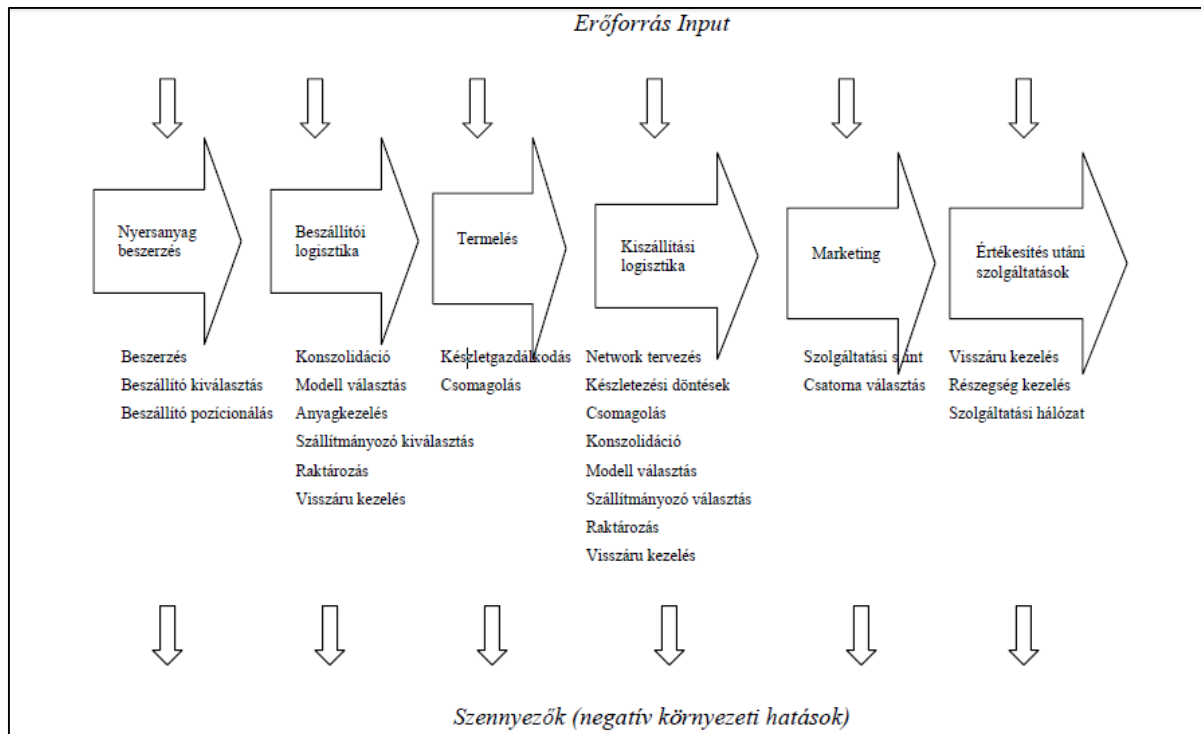 Erőforrás Input
Nyersanyag
beszerzés
Beszállítói
logisztika
Termelés
Kiszállítási
logisztika
Marketing
Értékesítés utáni
szolgáltatások
Beszerzés
Beszállító kiválasztás
Beszállító pozícionálás
Konszolidáció
Modell választás
Anyagkezelés
Szállítmányozó kiválasztás
Raktározás
Visszáru kezelés
Készletgazdálkodás
Csomagolás
Network tervezés
Készletezési döntések
Csomagolás
Konszolidáció
Modell választás
Szállítmányozó választás
Raktározás
Visszáru kezelés
Szolgáltatási szint
Csatorna választás
Visszáru kezelés
Részegség kezelés
Szolgáltatási hálózat
Szennyezők (negatív környezeti hatások)